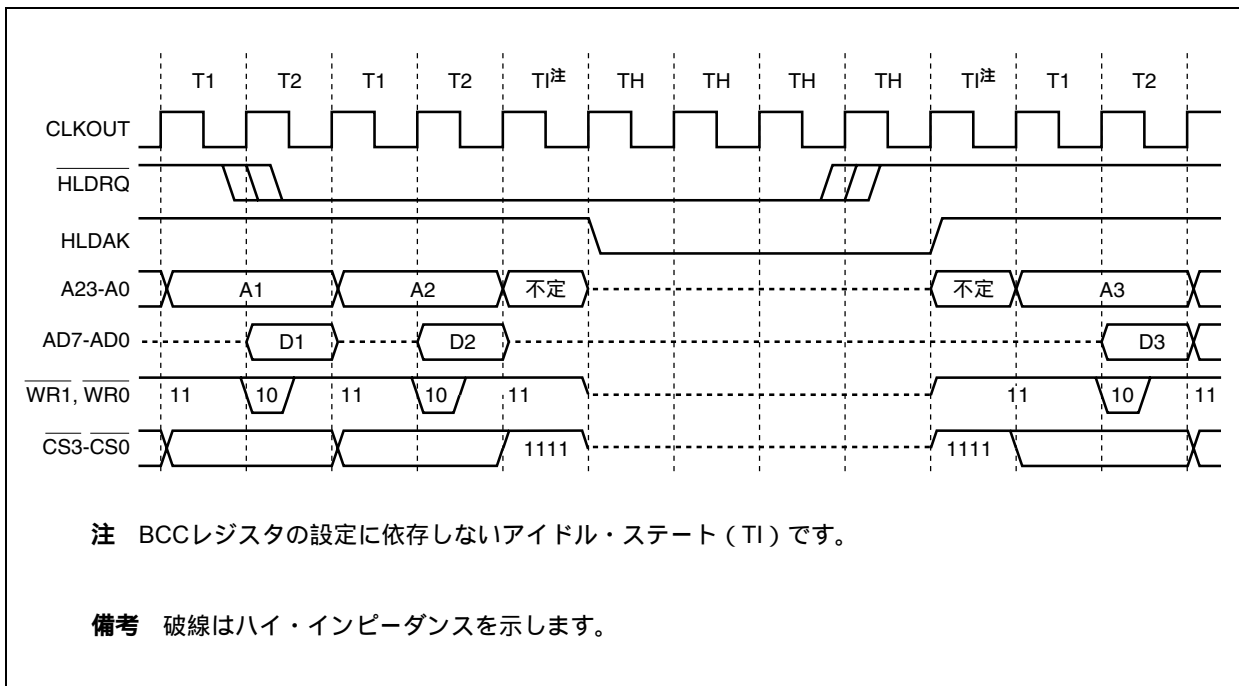 T1 T2 T1 T2 TI注 TH TH TH TH TI注 T1 T2
CLKOUT
HLDRQ
HLDAK
A23-A0 A1 A2 不定 不定 A3
AD7-AD0 D1 D2 D3
WR1, WR0 11 10 11 10 11 11 10 11
CS3-CS0 1111 1111
注 BCCレジスタの設定に依存しないアイドル・ステート（TI）です。
備考 破線はハイ・インピーダンスを示します。